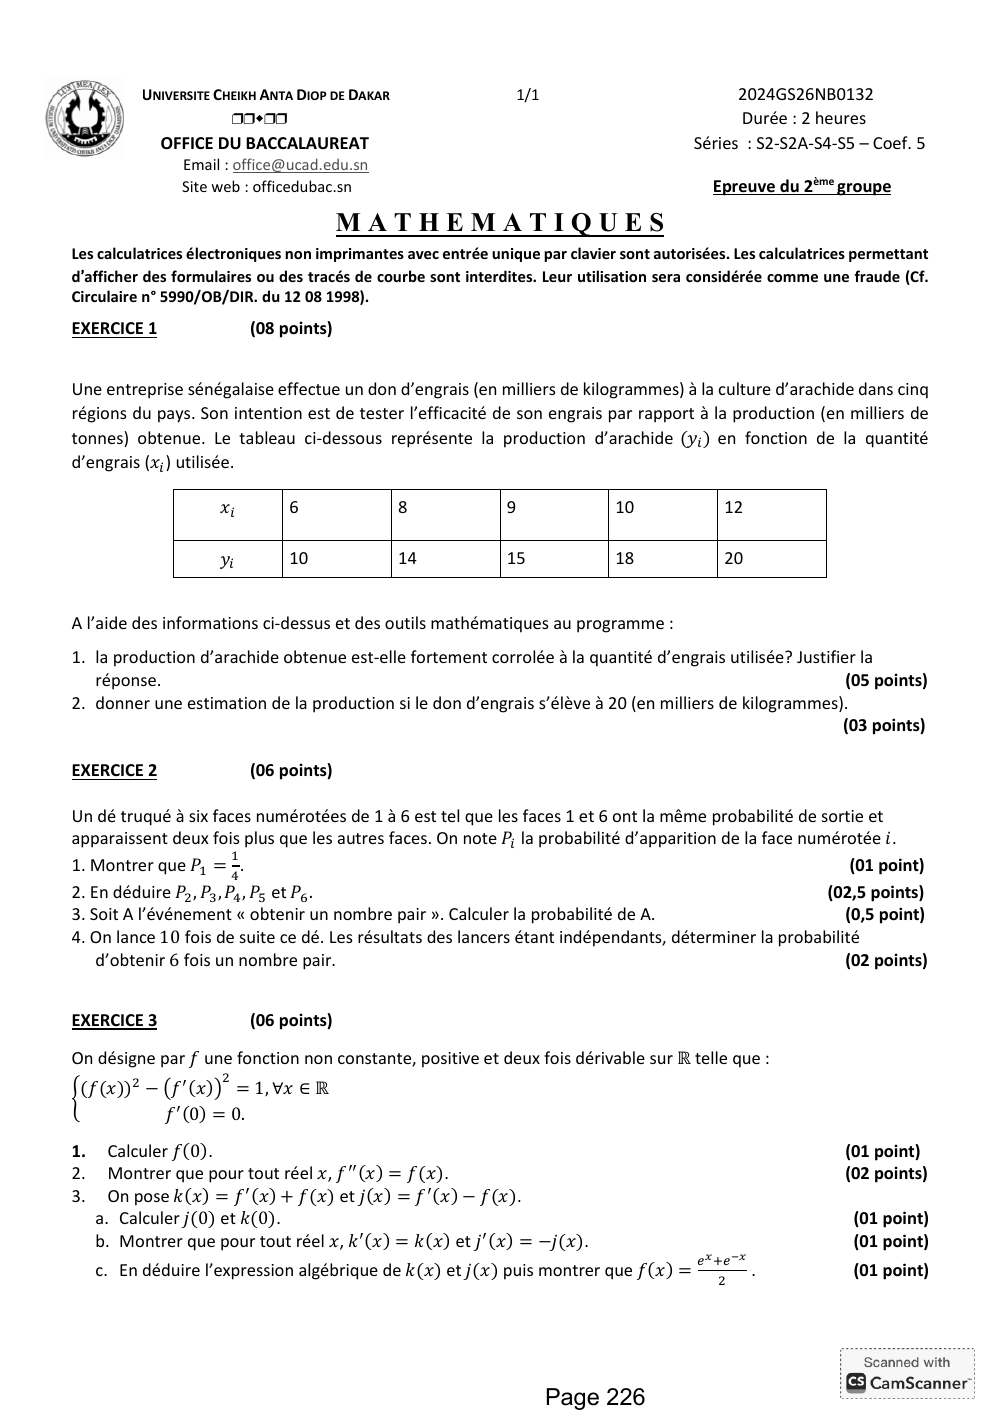 UNIVERSITE CHEIKH ANTA DIOP DE DAKAR
❒❒◆❒❒
OFFICE DU BACCALAUREAT
Email : office@ucad.edu.sn
Site web : officedubac.sn
1/1
2024GS26NB0132
Durée : 2 heures
Séries : S2-S2A-S4-S5 – Coef. 5
Epreuve du 2ème groupe
MATHEMATIQUES
Les calculatrices électroniques non imprimantes avec entrée unique par clavier sont autorisées. Les calculatrices permettant
d’afficher des formulaires ou des tracés de courbe sont interdites. Leur utilisation sera considérée comme une fraude (Cf.
Circulaire n° 5990/OB/DIR. du 12 08 1998).
EXERCICE 1 (08 points)
Une entreprise sénégalaise effectue un don d’engrais (en milliers de kilogrammes) à la culture d’arachide dans cinq
régions du pays. Son intention est de tester l’efficacité de son engrais par rapport à la production (en milliers de
tonnes) obtenue. Le tableau ci-dessous représente la production d’arachide (yᵢ) en fonction de la quantité
d’engrais (xᵢ) utilisée.
xᵢ 6 8 9 10 12
yᵢ 10 14 15 18 20
A l’aide des informations ci-dessus et des outils mathématiques au programme :
1. la production d’arachide obtenue est-elle fortement corrolée à la quantité d’engrais utilisée? Justifier la
réponse. (05 points)
2. donner une estimation de la production si le don d’engrais s’élève à 20 (en milliers de kilogrammes).
(03 points)
EXERCICE 2 (06 points)
Un dé truqué à six faces numérotées de 1 à 6 est tel que les faces 1 et 6 ont la même probabilité de sortie et
apparaissent deux fois plus que les autres faces. On note Pᵢ la probabilité d’apparition de la face numérotée i.
1. Montrer que P₁ = 1/4. (01 point)
2. En déduire P₂, P₃, P₄, P₅ et P₆. (02,5 points)
3. Soit A l’événement « obtenir un nombre pair ». Calculer la probabilité de A. (0,5 point)
4. On lance 10 fois de suite ce dé. Les résultats des lancers étant indépendants, déterminer la probabilité
d’obtenir 6 fois un nombre pair. (02 points)
EXERCICE 3 (06 points)
On désigne par f une fonction non constante, positive et deux fois dérivable sur ℝ telle que :
{(f(x))² − (f′(x))² = 1, ∀x ∈ ℝ
f′(0) = 0.
1. Calculer f(0). (01 point)
2. Montrer que pour tout réel x, f″(x) = f(x). (02 points)
3. On pose k(x) = f′(x) + f(x) et j(x) = f′(x) − f(x).
a. Calculer j(0) et k(0). (01 point)
b. Montrer que pour tout réel x, k′(x) = k(x) et j′(x) = −j(x). (01 point)
c. En déduire l’expression algébrique de k(x) et j(x) puis montrer que f(x) = (eˣ+e⁻ˣ)/2 . (01 point)
Scanned with
CS CamScanner™
Page 226